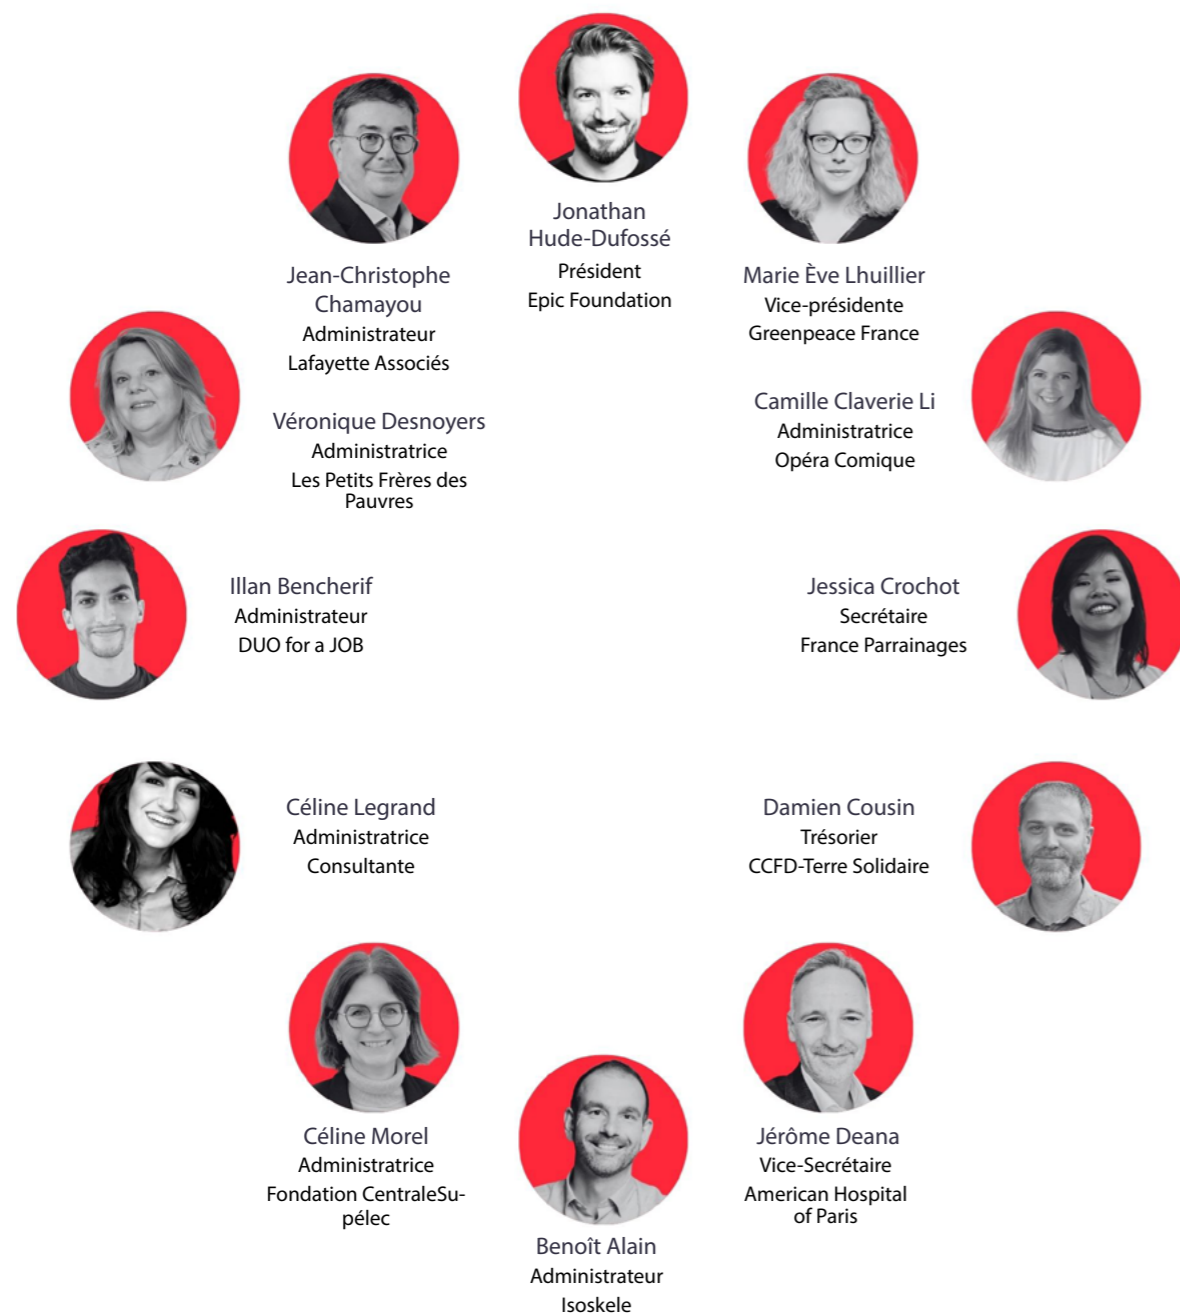 Jonathan
Hude-Dufossé
Président
Epic Foundation
Jean-Christophe
Chamayou
Administrateur
Lafayette Associés
Marie Ève Lhuillier
Vice-présidente
Greenpeace France
Véronique Desnoyers
Administratrice
Les Petits Frères des
Pauvres
Camille Claverie Li
Administratrice
Opéra Comique
Illan Bencherif
Administrateur
DUO for a JOB
Jessica Crochot
Secrétaire
France Parrainages
Céline Legrand
Administratrice
Consultante
Damien Cousin
Trésorier
CCFD-Terre Solidaire
Céline Morel
Administratrice
Fondation CentraleSu-
pélec
Jérôme Deana
Vice-Secrétaire
American Hospital
of Paris
Benoît Alain
Administrateur
Isoskele